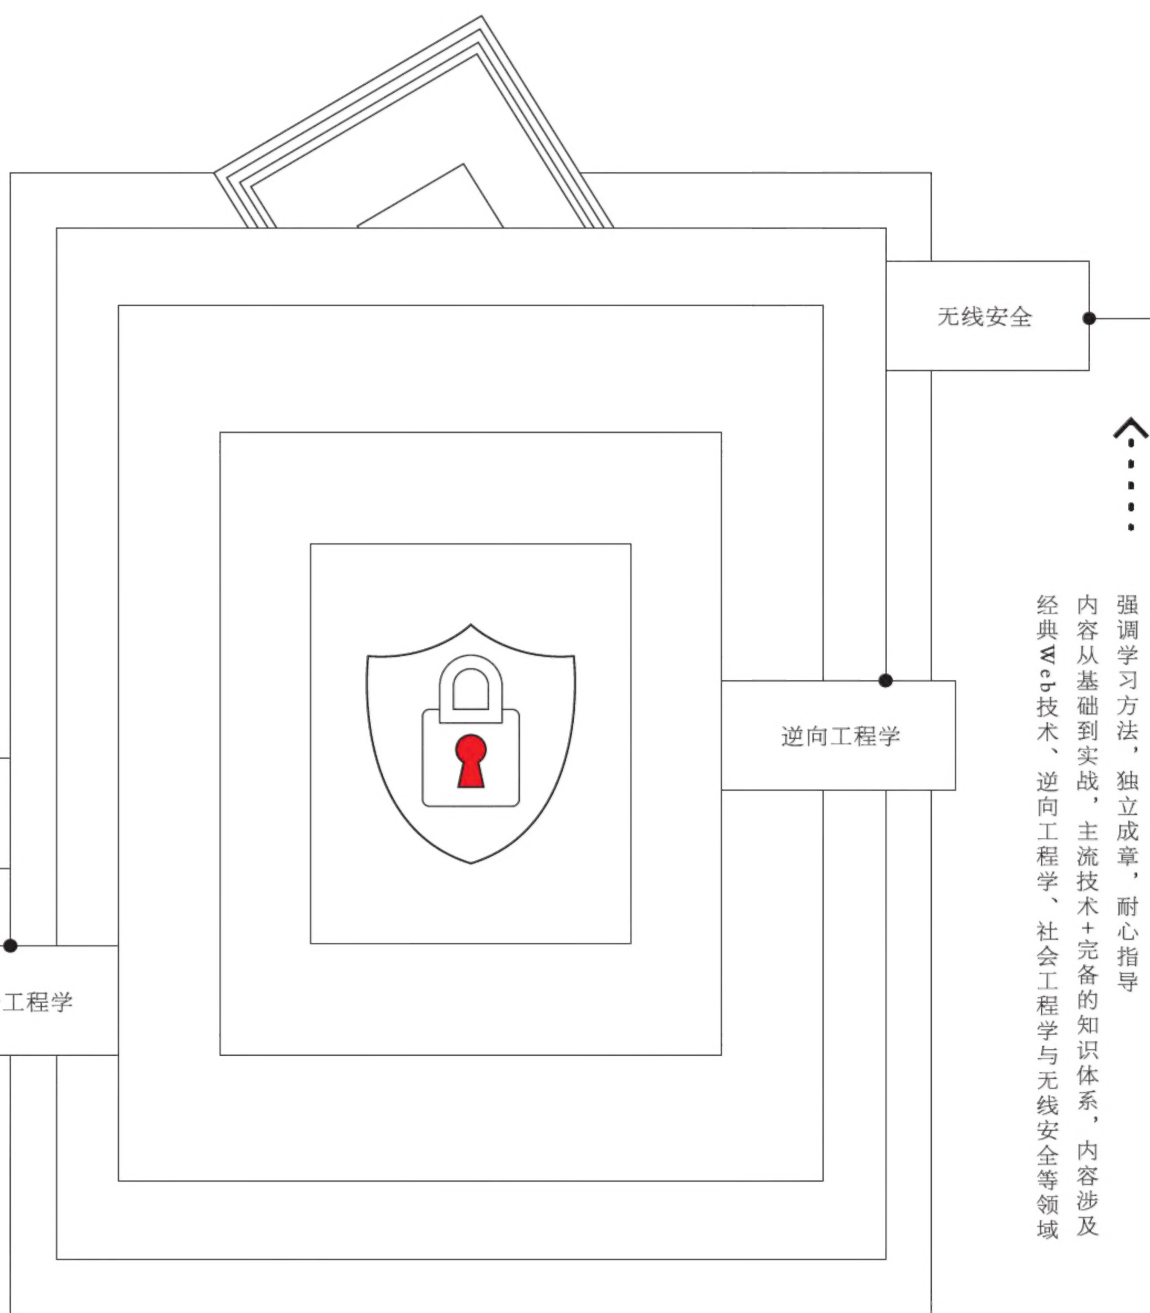 无线安全
强调学习方法，独立成章，耐心指导
内容从基础到实战，主流技术+完备的知识体系，内容涉及
经典Web技术、逆向工程学、社会工程学与无线安全等领域
逆向工程学
工程学